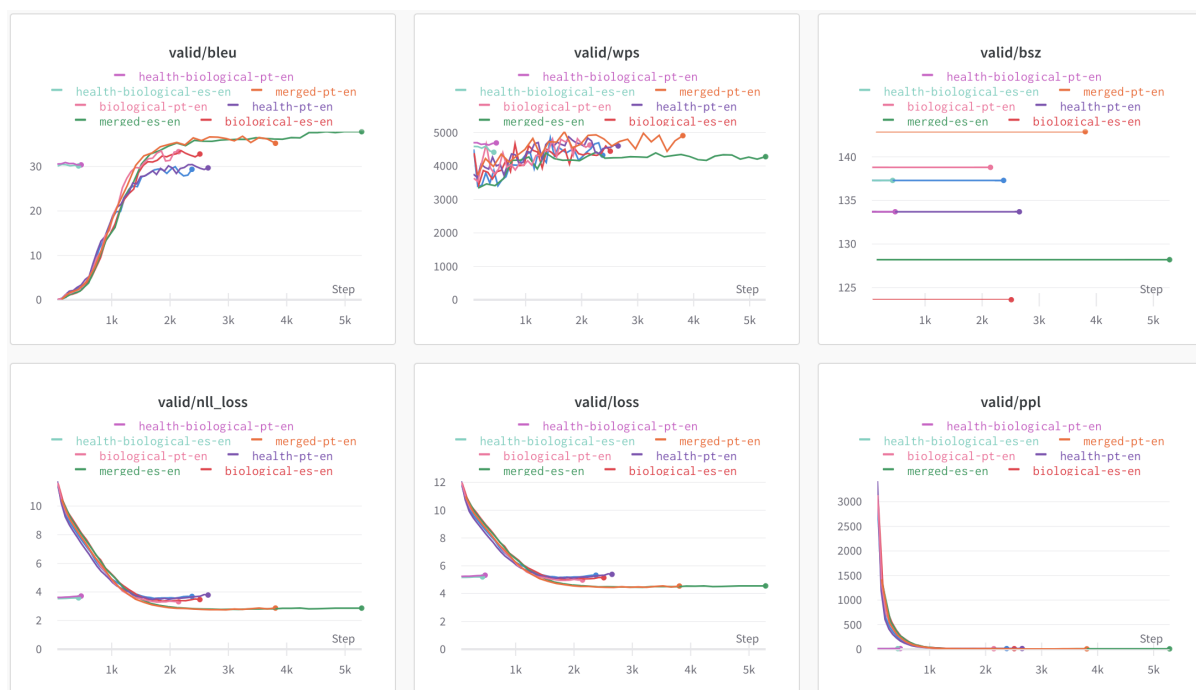 valid/bleu
health-biological-pt-en
health-biological-es-en merged-pt-en
biological-pt-en health-pt-en
merged-es-en biological-es-en
30
20
10
0
Step
1k 2k 3k 4k 5k
valid/wps
health-biological-pt-en
health-biological-es-en merged-pt-en
biological-pt-en health-pt-en
merged-es-en biological-es-en
5000
4000
3000
2000
1000
0
Step
1k 2k 3k 4k 5k
valid/bsz
health-biological-pt-en
health-biological-es-en merged-pt-en
biological-pt-en health-pt-en
merged-es-en biological-es-en
140
135
130
125
Step
1k 2k 3k 4k 5k
valid/nll_loss
health-biological-pt-en
health-biological-es-en merged-pt-en
biological-pt-en health-pt-en
merged-es-en biological-es-en
10
8
6
4
2
0
Step
1k 2k 3k 4k 5k
valid/loss
health-biological-pt-en
health-biological-es-en merged-pt-en
biological-pt-en health-pt-en
merged-es-en biological-es-en
12
10
8
6
4
2
0
Step
1k 2k 3k 4k 5k
valid/ppl
health-biological-pt-en
health-biological-es-en merged-pt-en
biological-pt-en health-pt-en
merged-es-en biological-es-en
3000
2500
2000
1500
1000
500
0
Step
1k 2k 3k 4k 5k